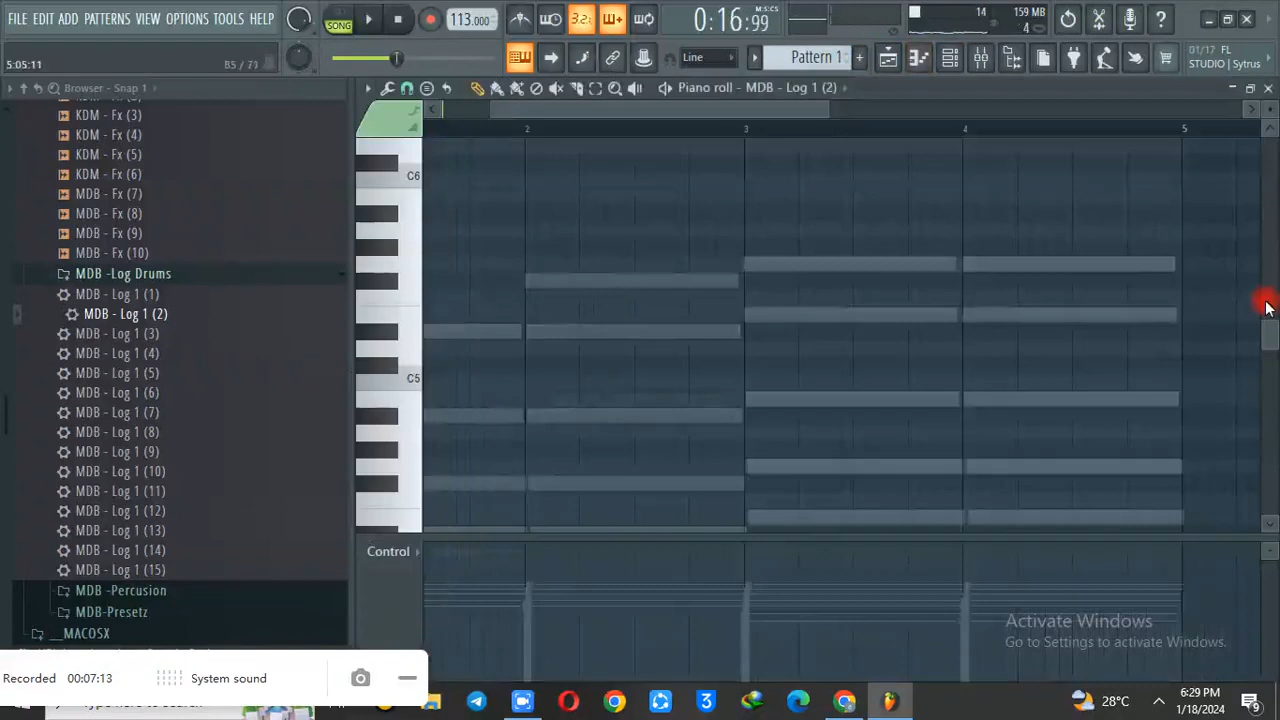 FILE EDIT ADD PATTERNS VIEW OPTIONS TOOLS HELP
SONG
113.000
3.2:
0:16:99
M:S:CS
14
159 MB
4
5:05:11
B5 / 71
Line
Pattern 1
01/17: FL
STUDIO | Sytrus
Browser - Snap 1
Piano roll - MDB - Log 1 (2)
2
3
4
5
KDM - Fx (3)
KDM - Fx (4)
KDM - Fx (5)
KDM - Fx (6)
MDB - Fx (7)
MDB - Fx (8)
MDB - Fx (9)
MDB - Fx (10)
MDB -Log Drums
MDB - Log 1 (1)
MDB - Log 1 (2)
MDB - Log 1 (3)
MDB - Log 1 (4)
MDB - Log 1 (5)
MDB - Log 1 (6)
MDB - Log 1 (7)
MDB - Log 1 (8)
MDB - Log 1 (9)
MDB - Log 1 (10)
MDB - Log 1 (11)
MDB - Log 1 (12)
MDB - Log 1 (13)
MDB - Log 1 (14)
MDB - Log 1 (15)
MDB -Percusion
MDB-Presetz
__MACOSX
C6
C5
Control
Activate Windows
Go to Settings to activate Windows.
Recorded 00:07:13 System sound
28°
6:29 PM
1/18/2024
9